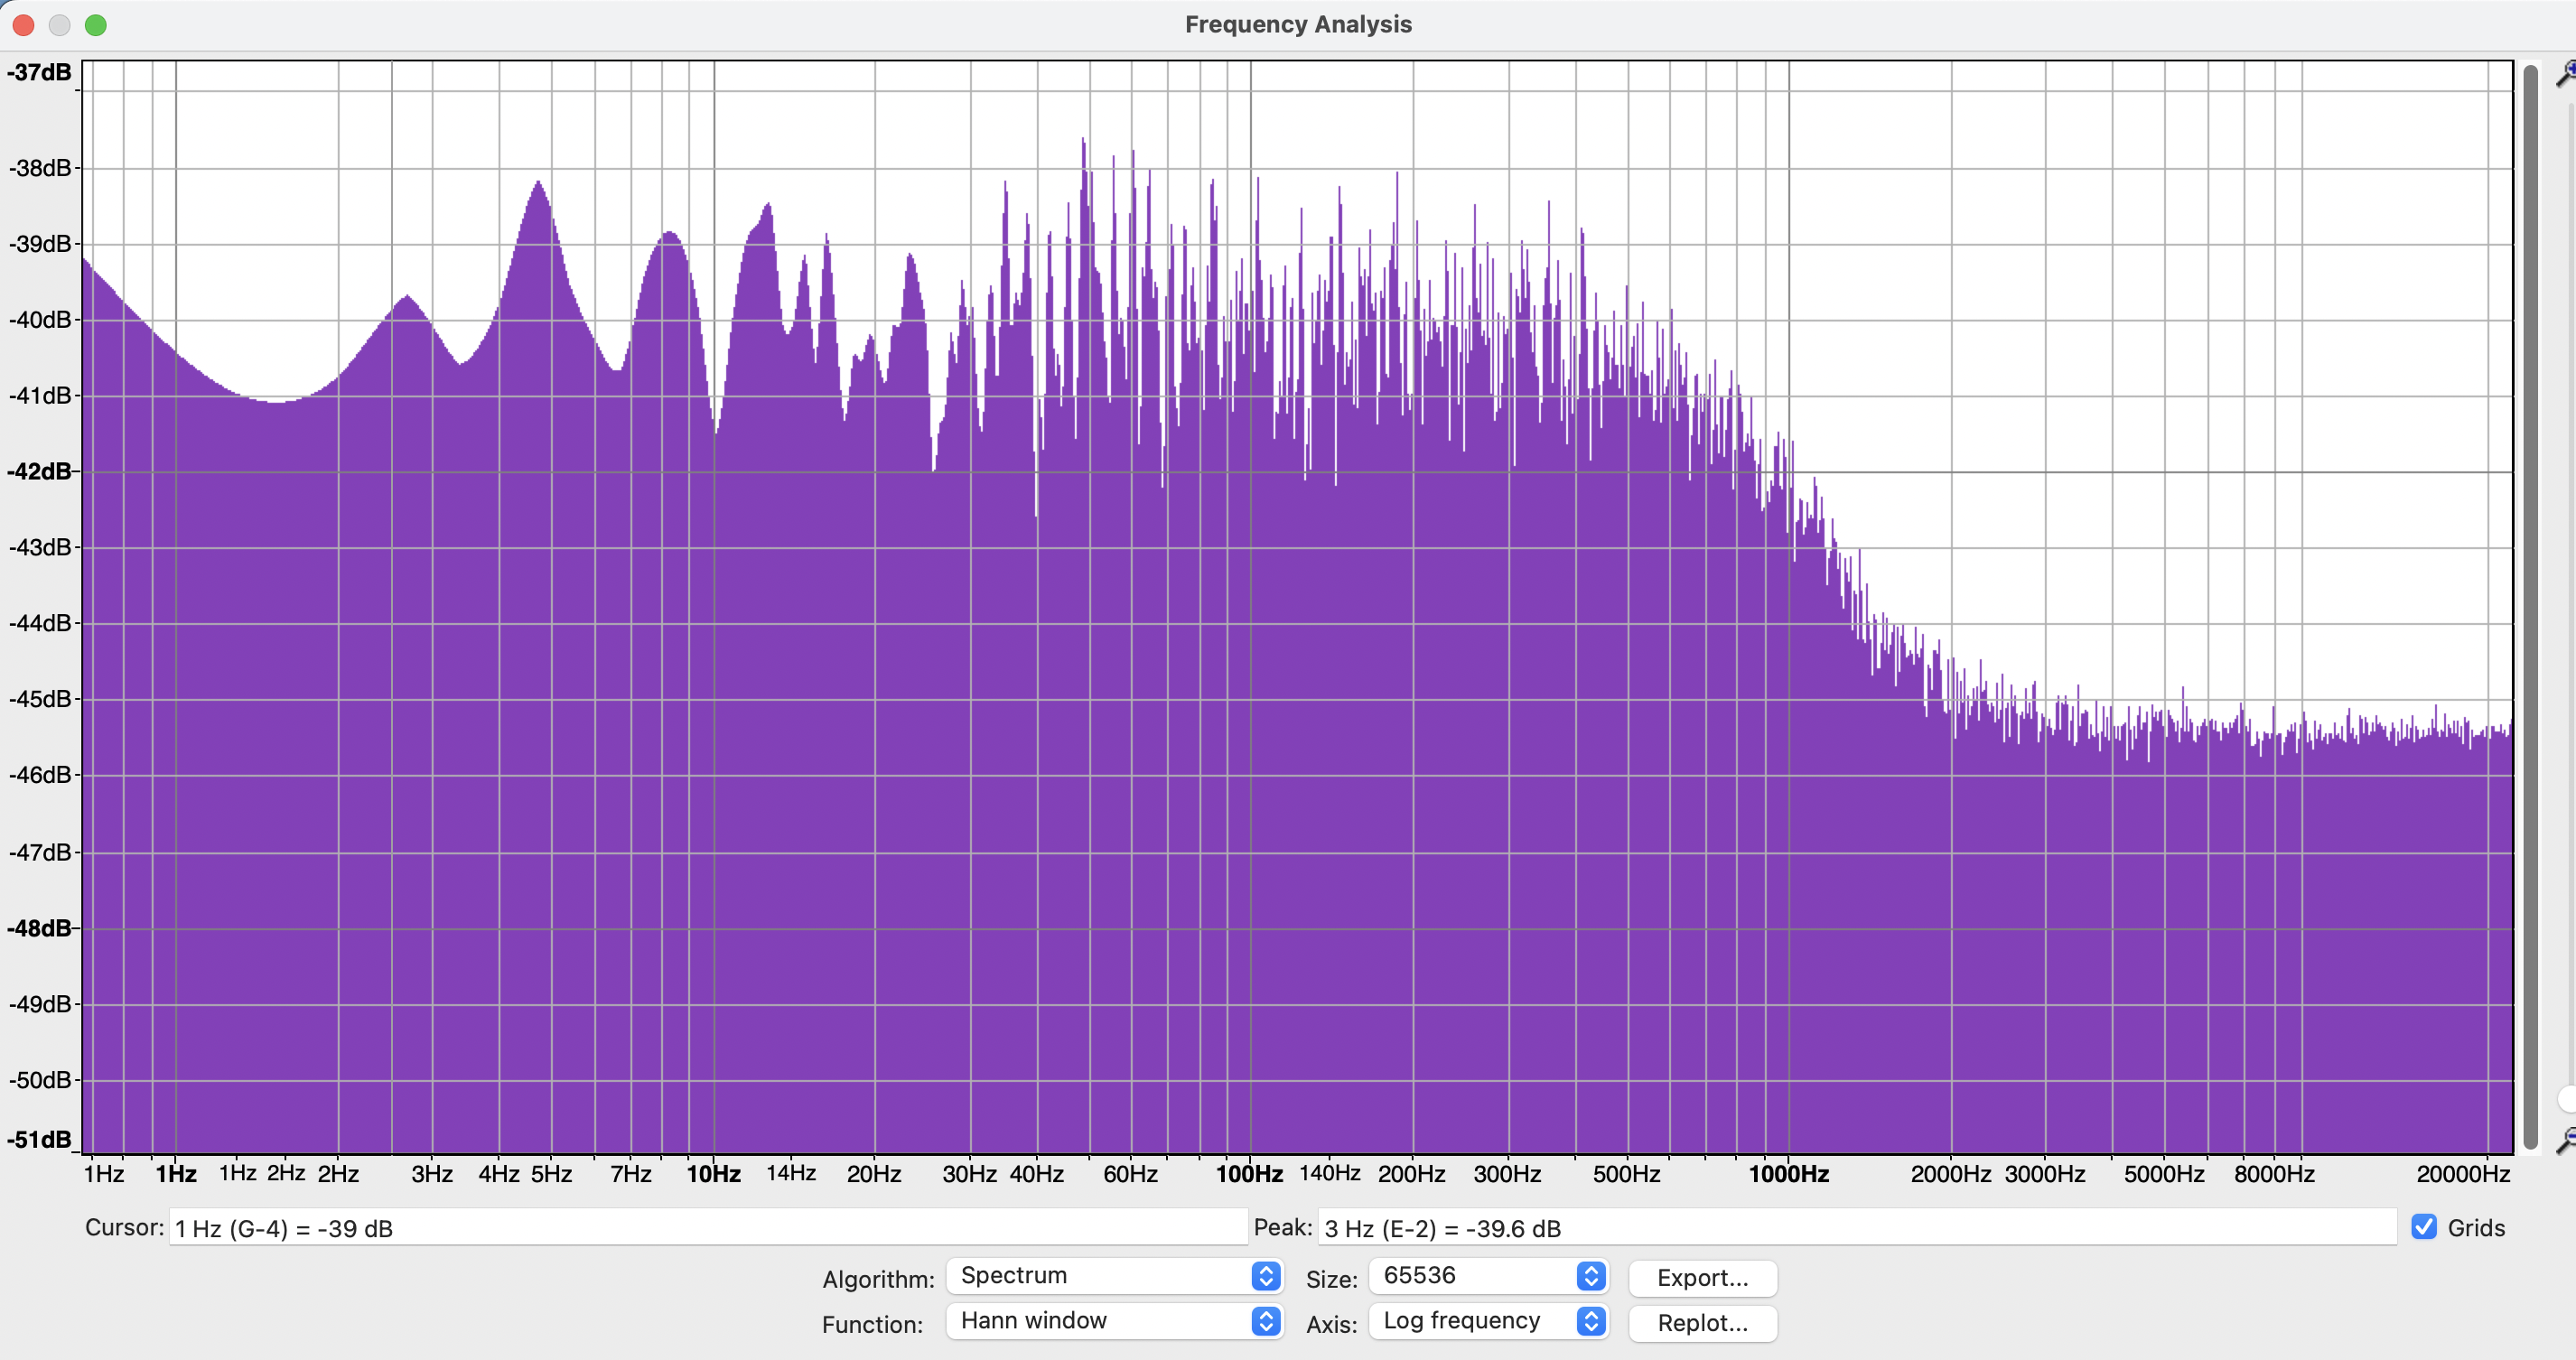 Frequency Analysis
-37dB
-38dB
-39dB
-40dB
-41dB
-42dB
-43dB
-44dB
-45dB
-46dB
-47dB
-48dB
-49dB
-50dB
-51dB
1Hz 1Hz 1Hz 2Hz 2Hz 3Hz 4Hz 5Hz 7Hz 10Hz 14Hz 20Hz 30Hz 40Hz 60Hz 100Hz 140Hz 200Hz 300Hz 500Hz 1000Hz 2000Hz 3000Hz 5000Hz 8000Hz 20000Hz
Cursor: 1 Hz (G-4) = -39 dB Peak: 3 Hz (E-2) = -39.6 dB Grids
Algorithm: Spectrum Size: 65536 Export...
Function: Hann window Axis: Log frequency Replot...